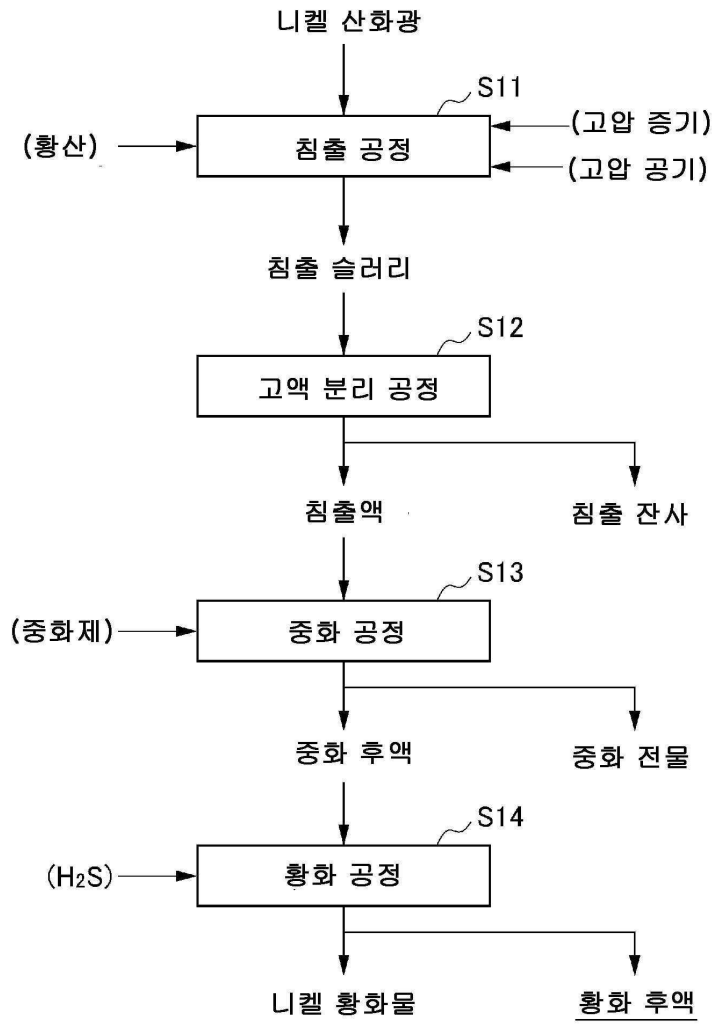 니켈 산화광
S11
(황산)
침출 공정
(고압 증기)
(고압 공기)
침출 슬러리
S12
고액 분리 공정
침출액
침출 잔사
S13
(중화제)
중화 공정
중화 후액
중화 전물
S14
(H₂S)
황화 공정
니켈 황화물
황화 후액